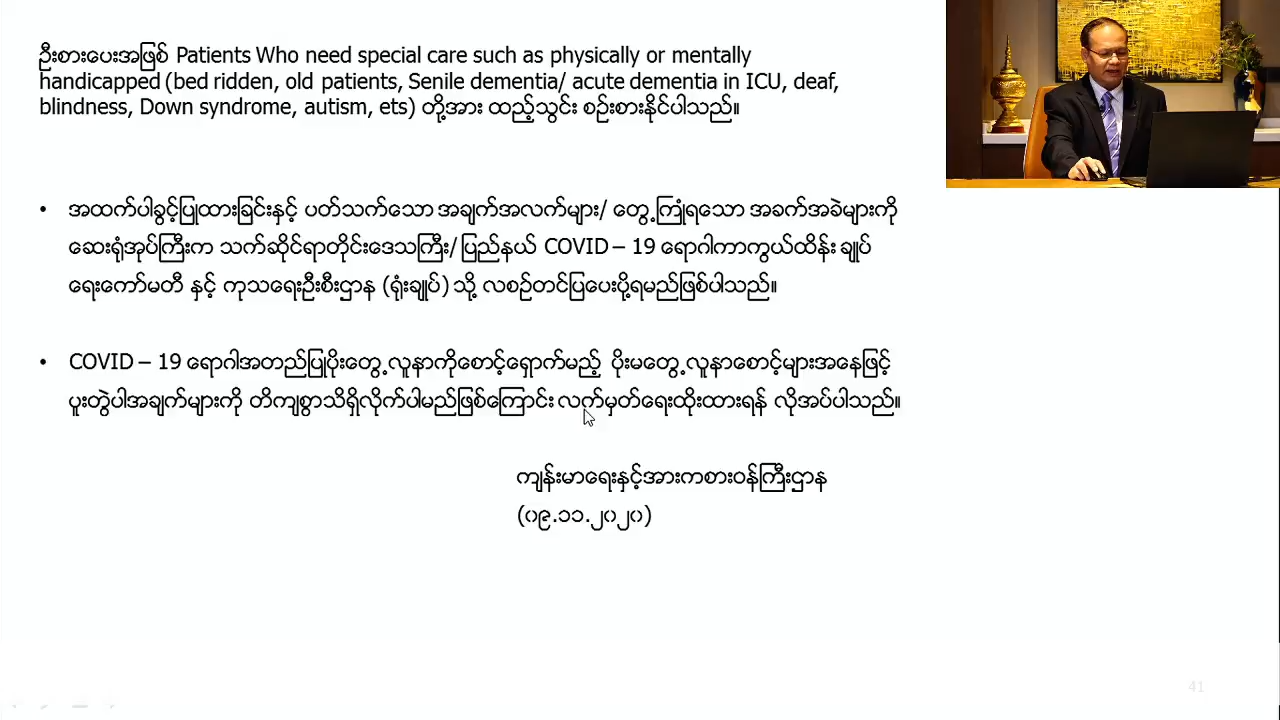 ဦးစားပေးအဖြစ် Patients Who need special care such as physically or mentally
handicapped (bed ridden, old patients, Senile dementia/ acute dementia in ICU, deaf,
blindness, Down syndrome, autism, ets) တို့အား ထည့်သွင်း စဉ်းစားနိုင်ပါသည်။
• အထက်ပါခွင့်ပြုထားခြင်းနှင့် ပတ်သက်သော အချက်အလက်များ/ တွေ့ကြုံရသော အခက်အခဲများကို
ဆေးရုံအုပ်ကြီးက သက်ဆိုင်ရာတိုင်းဒေသကြီး/ပြည်နယ် COVID – 19 ရောဂါကာကွယ်ထိန်းချုပ်
ရေးကော်မတီ နှင့် ကုသရေးဦးစီးဌာန (ရုံးချုပ်) သို့ လစဉ်တင်ပြပေးပို့ရမည်ဖြစ်ပါသည်။
• COVID – 19 ရောဂါအတည်ပြုပိုးတွေ့လူနာကိုစောင့်ရှောက်မည့် ပိုးမတွေ့လူနာစောင့်များအနေဖြင့်
ပူးတွဲပါအချက်များကို တိကျစွာသိရှိလိုက်ပါမည်ဖြစ်ကြောင်း လက်မှတ်ရေးထိုးထားရန် လိုအပ်ပါသည်။
ကျန်းမာရေးနှင့်အားကစားဝန်ကြီးဌာန
(၀၉.၁၁.၂၀၂၀)
41